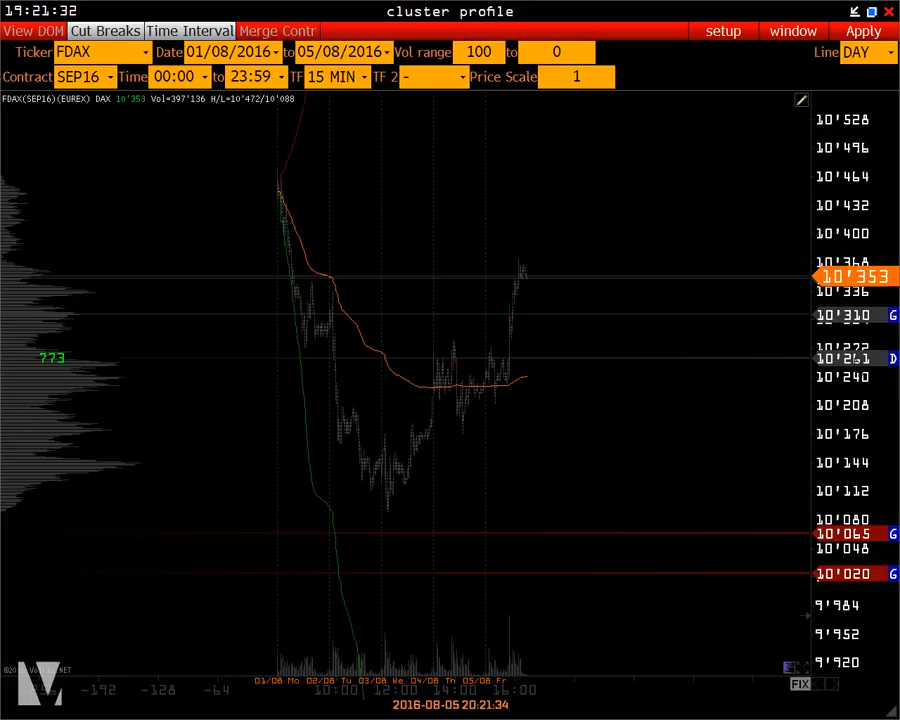 19:21:32 cluster profile
View DOM Cut Breaks Time Interval Merge Contr setup window Apply
Ticker FDAX Date 01/08/2016 to 05/08/2016 Vol range 100 to 0 Line DAY
Contract SEP16 Time 00:00 to 23:59 TF 15 MIN TF 2 - Price Scale 1
FDAX(SEP16)(EUREX) DAX 10'353 Vol=397'136 H/L=10'472/10'088
10'528
10'496
10'464
10'432
10'400
10'368
10'353
10'336
10'310 G
10'272
773 10'261 D
10'240
10'208
10'176
10'144
10'112
10'080
10'065 G
10'048
10'020 G
9'984
9'952
9'920
01/08 Mo 02/08 Tu 03/08 We 04/08 Th 05/08 Fr
-192 -128 -64 10:00 12:00 14:00 16:00 FIX
2016-08-05 20:21:34